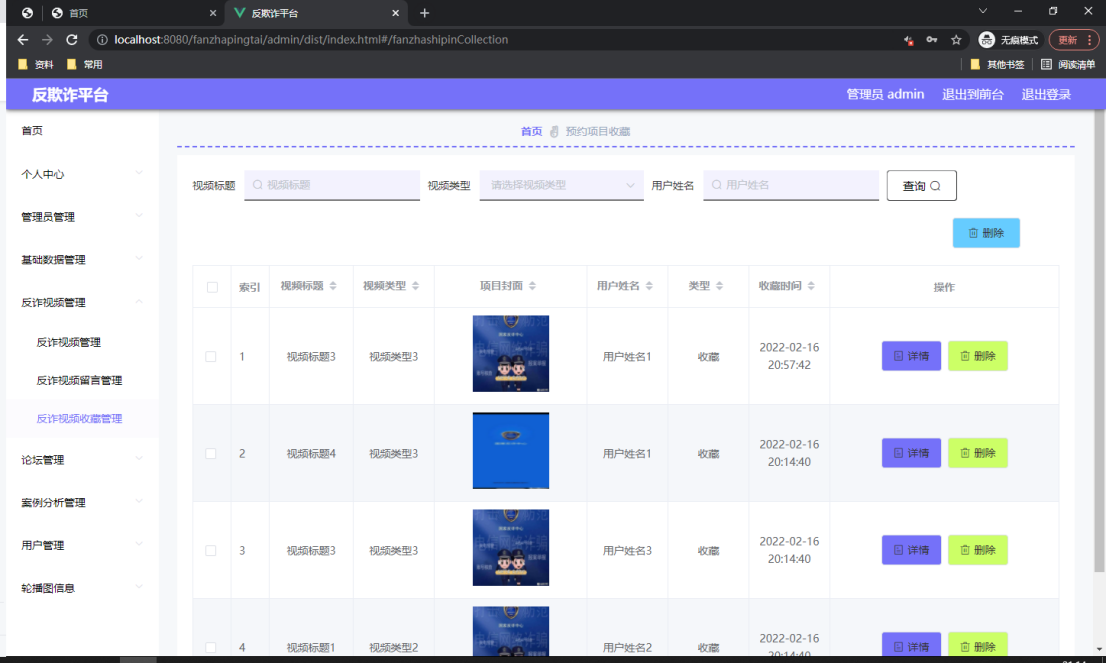 首页
反欺诈平台
localhost:8080/fanzhapingtai/admin/dist/index.html#/fanzhashipinCollection
无痕模式
更新
资料
常用
其他书签
阅读清单
反欺诈平台
管理员 admin
退出到前台
退出登录
首页
个人中心
管理员管理
基础数据管理
反诈视频管理
反诈视频管理
反诈视频留言管理
反诈视频收藏管理
论坛管理
案例分析管理
用户管理
轮播图信息
首页 预约项目收藏
视频标题 视频标题 视频类型 请选择视频类型 用户姓名 用户姓名 查询
删除
索引 视频标题 视频类型 项目封面 用户姓名 类型 收藏时间 操作
1 视频标题3 视频类型3 用户姓名1 收藏 2022-02-16 20:57:42 详情 删除
2 视频标题4 视频类型3 用户姓名1 收藏 2022-02-16 20:14:40 详情 删除
3 视频标题3 视频类型3 用户姓名3 收藏 2022-02-16 20:14:40 详情 删除
4 视频标题1 视频类型2 用户姓名2 收藏 2022-02-16 20:14:40 详情 删除